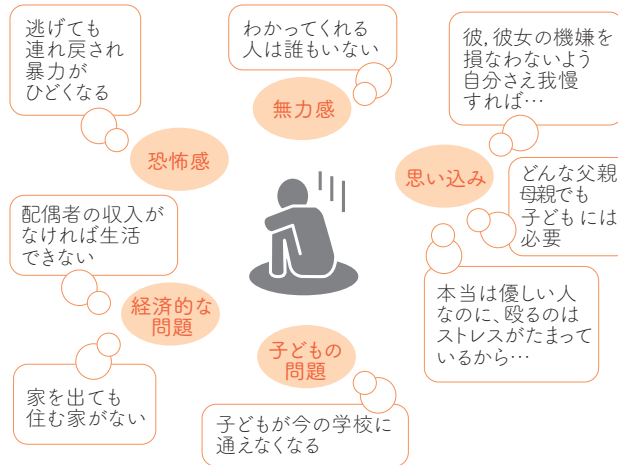 逃げても
連れ戻され
暴力が
ひどくなる
恐怖感
わかってくれる
人は誰もいない
無力感
彼,彼女の機嫌を
損なわないよう
自分さえ我慢
すれば…
思い込み
どんな父親
母親でも
子どもには
必要
本当は優しい人
なのに、殴るのは
ストレスがたまって
いるから…
配偶者の収入が
なければ生活
できない
経済的な
問題
家を出ても
住む家がない
子どもの
問題
子どもが今の学校に
通えなくなる